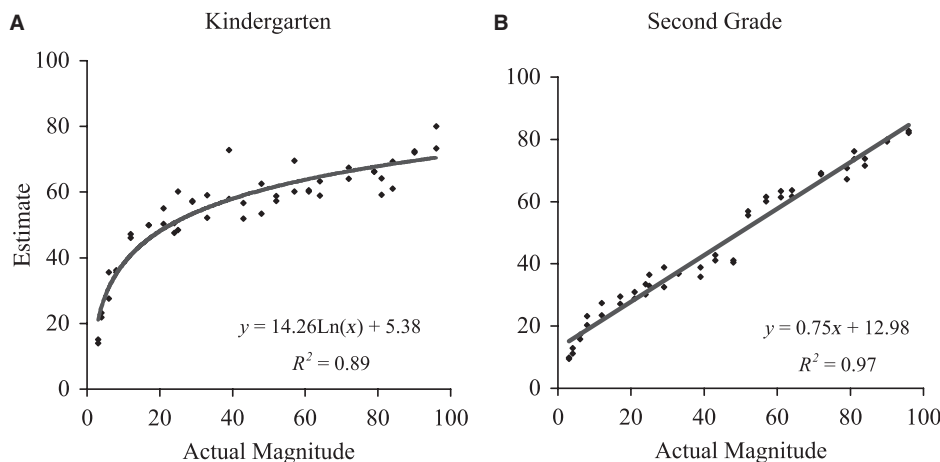 A
Kindergarten
100
80
60
40
20
0
Estimate
y = 14.26Ln(x) + 5.38
R² = 0.89
0 20 40 60 80 100
Actual Magnitude
B
Second Grade
100
80
60
40
20
0
y = 0.75x + 12.98
R² = 0.97
0 20 40 60 80 100
Actual Magnitude